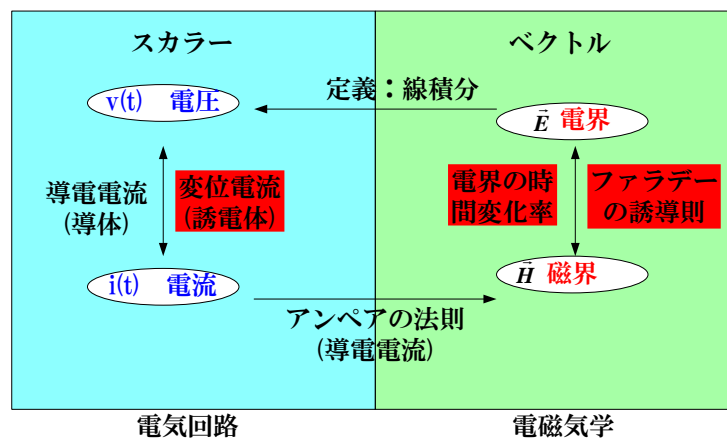 スカラー
ベクトル
v(t) 電圧
定義：線積分
E 電界
導電電流
(導体)
変位電流
(誘電体)
電界の時
間変化率
ファラデー
の誘導則
i(t) 電流
H 磁界
アンペアの法則
(導電電流)
電気回路
電磁気学